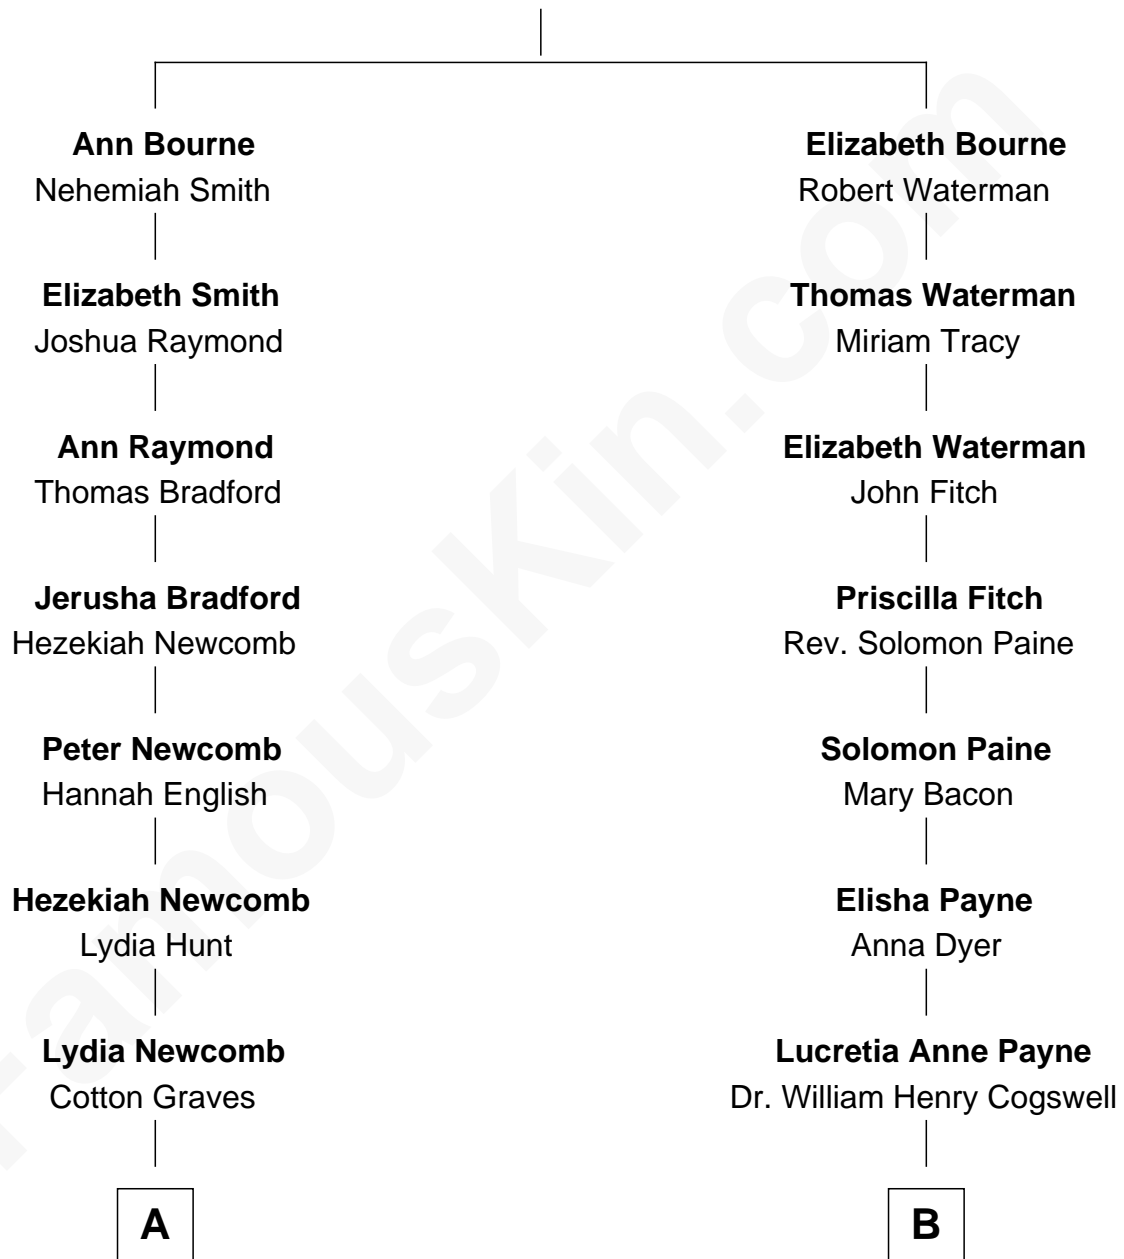 Ann Bourne
Nehemiah Smith
Elizabeth Smith
Joshua Raymond
Ann Raymond
Thomas Bradford
Jerusha Bradford
Hezekiah Newcomb
Peter Newcomb
Hannah English
Hezekiah Newcomb
Lydia Hunt
Lydia Newcomb
Cotton Graves
A
Elizabeth Bourne
Robert Waterman
Thomas Waterman
Miriam Tracy
Elizabeth Waterman
John Fitch
Priscilla Fitch
Rev. Solomon Paine
Solomon Paine
Mary Bacon
Elisha Payne
Anna Dyer
Lucretia Anne Payne
Dr. William Henry Cogswell
B
FamousKin.com